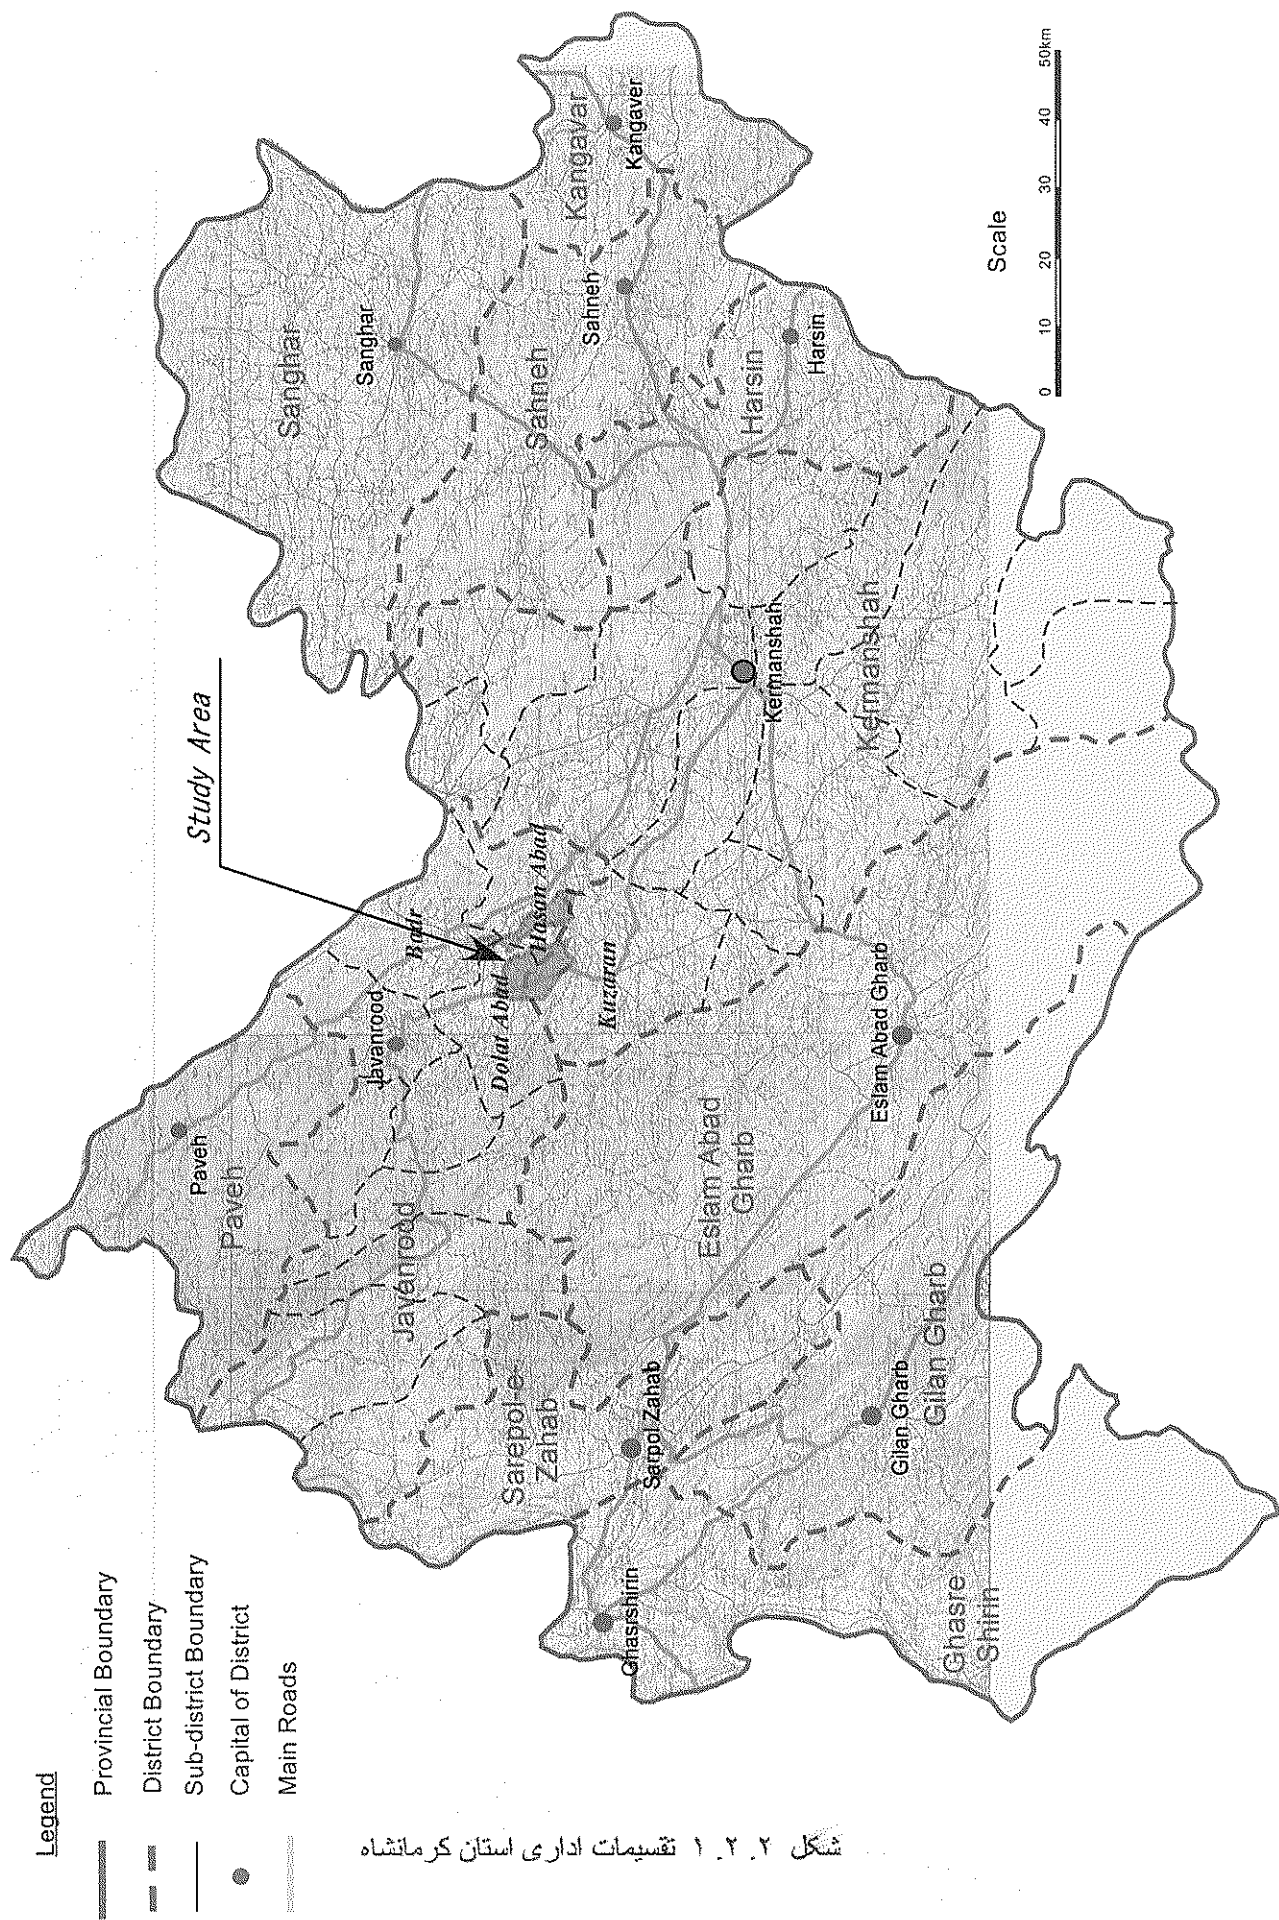 Study Area
Sanghar
Sanghar
Kangavar
Kangaver
Sahneh
Sahneh
Harsin
Harsin
Kermanshah
Kermanshah
Badr
Hasan Abad
Dolat Abad
Kuzaran
Javanrood
Javanrood
Paveh
Paveh
Eslam Abad
Gharb
Eslam Abad Gharb
Sarepol-e-
Zahab
Sarpol Zahab
Gilan Gharb
Gilan Gharb
Ghasrshirin
Ghasre
Shirin
Scale
0 10 20 30 40 50km
Legend
Provincial Boundary
District Boundary
Sub-district Boundary
Capital of District
Main Roads
شکل ۲.۲.۱ تقسیمات اداری استان کرمانشاه